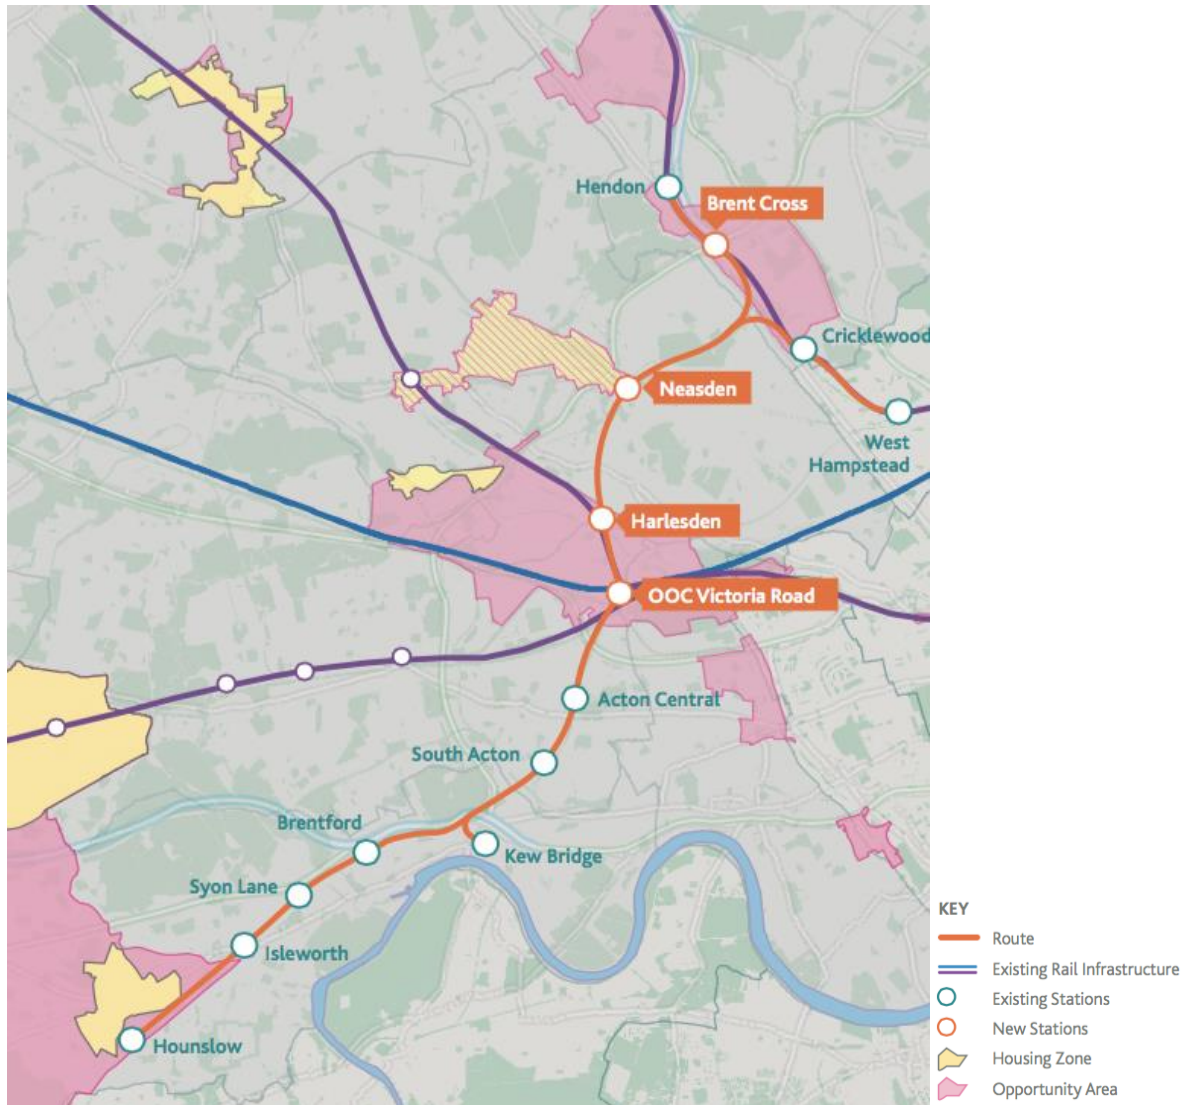 Hendon
Brent Cross
Cricklewood
Neasden
West
Hampstead
Harlesden
OOC Victoria Road
Acton Central
South Acton
Brentford
Kew Bridge
Syon Lane
Isleworth
Hounslow
KEY
Route
Existing Rail Infrastructure
Existing Stations
New Stations
Housing Zone
Opportunity Area